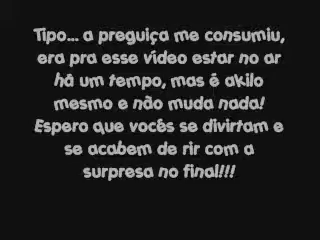 Tipo... a preguiça me consumiu,
era pra esse vídeo estar no ar
há um tempo, mas é akilo
mesmo e não muda nada!
Espero que vocês se divirtam e
se acabem de rir com a
surpresa no final!!!